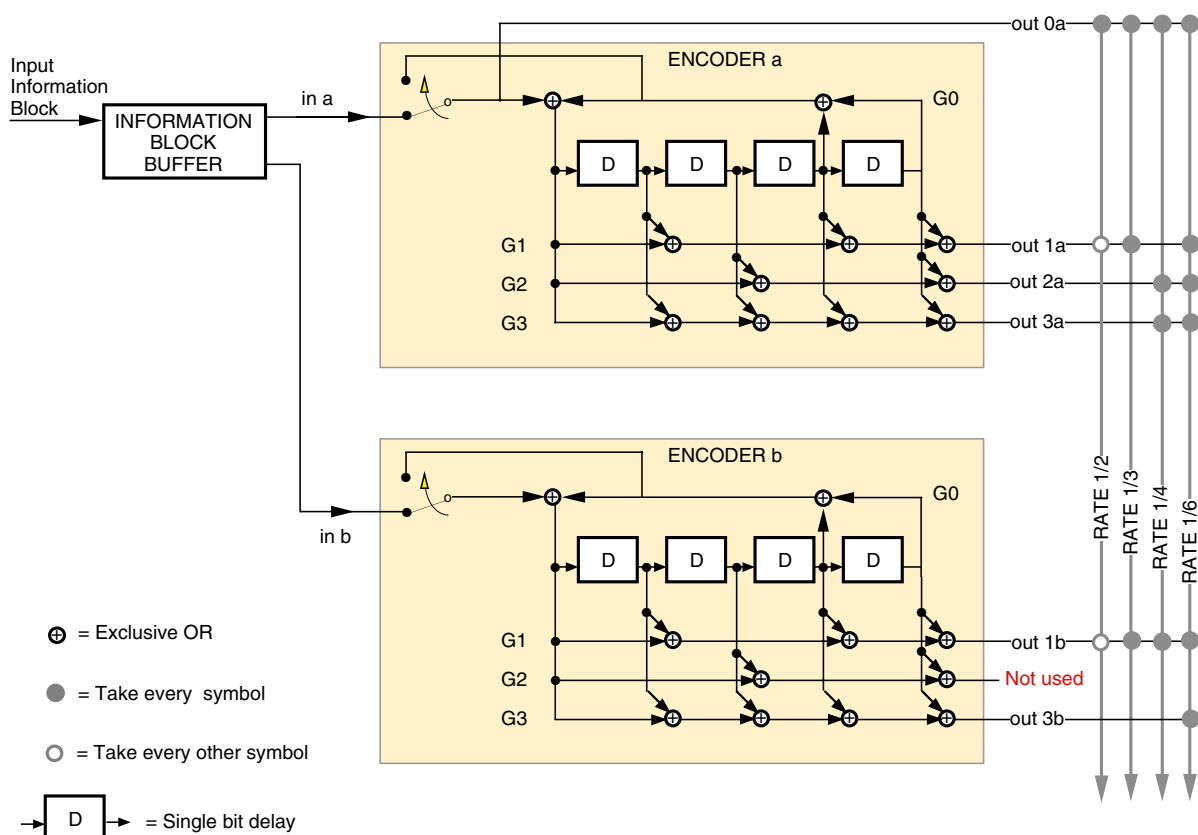 out 0a
ENCODER a
Input
Information
Block
in a
INFORMATION
BLOCK
BUFFER
G0
D
D
D
D
G1
out 1a
G2
out 2a
G3
out 3a
ENCODER b
in b
G0
D
D
D
D
G1
out 1b
G2
Not used
G3
out 3b
RATE 1/2
RATE 1/3
RATE 1/4
RATE 1/6
= Exclusive OR
= Take every symbol
= Take every other symbol
D
= Single bit delay